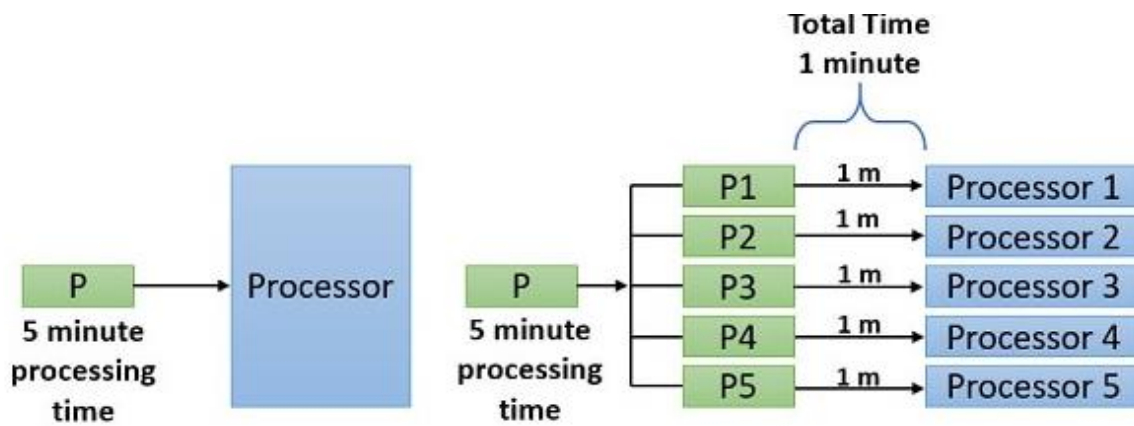 P
5 minute
processing
time
Processor
P
5 minute
processing
time
Total Time
1 minute
P1
1 m
Processor 1
P2
1 m
Processor 2
P3
1 m
Processor 3
P4
1 m
Processor 4
P5
1 m
Processor 5